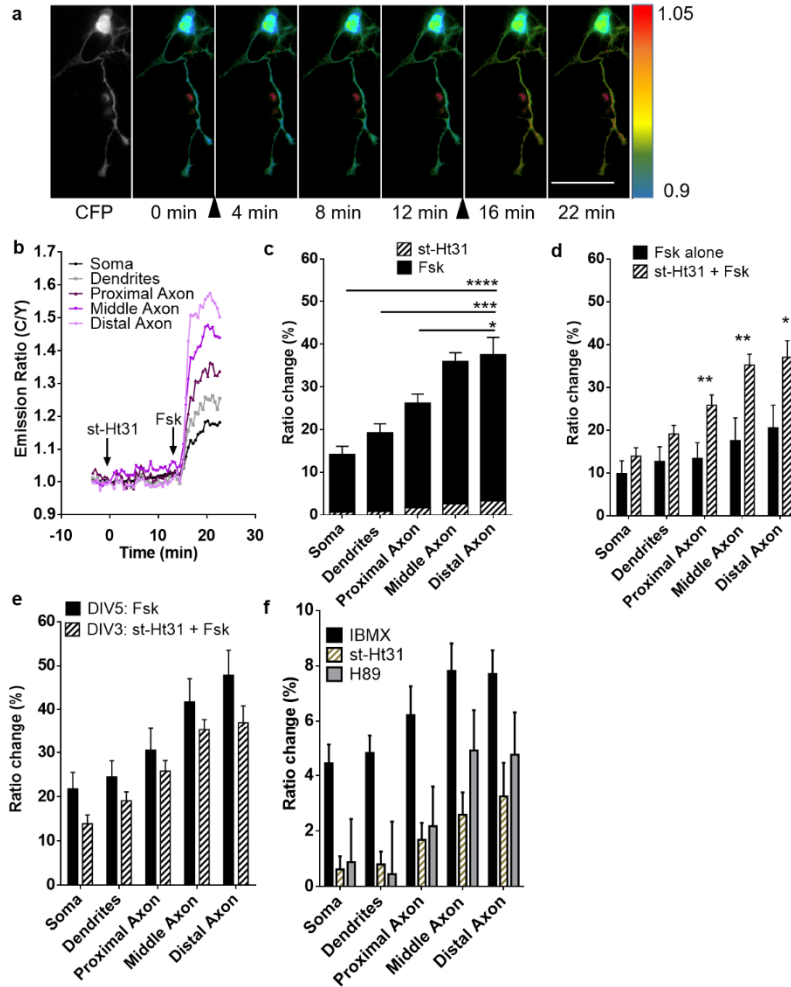 a
1.05
0.9
CFP 0 min 4 min 8 min 12 min 16 min 22 min
b
1.8
1.7
1.6
1.5
1.4
1.3
1.2
1.1
1.0
0.9
Emission Ratio (C/Y)
Soma
Dendrites
Proximal Axon
Middle Axon
Distal Axon
st-Ht31
Fsk
-10 0 10 20 30
Time (min)
c
st-Ht31
Fsk
60
50
40
30
20
10
0
Ratio change (%)
****
***
*
Soma
Dendrites
Proximal Axon
Middle Axon
Distal Axon
d
Fsk alone
st-Ht31 + Fsk
60
50
40
30
20
10
0
Ratio change (%)
**
**
*
Soma
Dendrites
Proximal Axon
Middle Axon
Distal Axon
e
DIV5: Fsk
DIV3: st-Ht31 + Fsk
60
50
40
30
20
10
0
Ratio change (%)
Soma
Dendrites
Proximal Axon
Middle Axon
Distal Axon
f
IBMX
st-Ht31
H89
10
8
6
4
2
0
Ratio change (%)
Soma
Dendrites
Proximal Axon
Middle Axon
Distal Axon